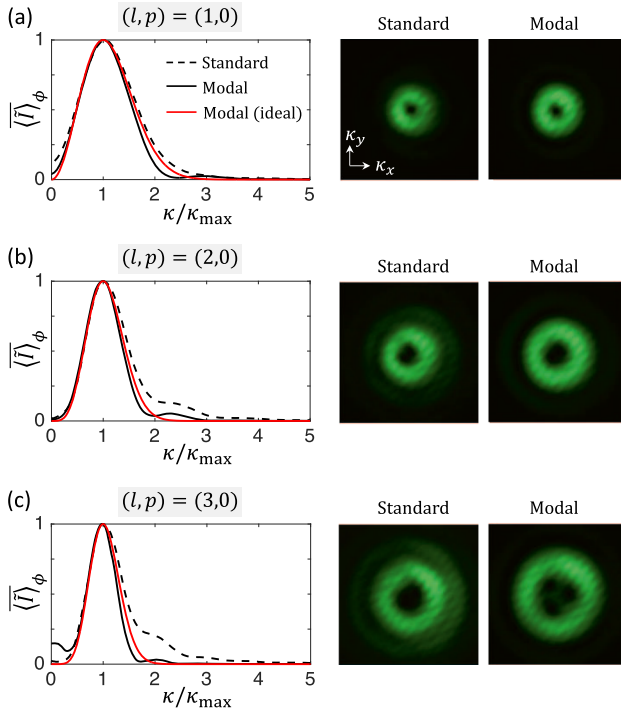 (a) (l, p) = (1,0) Standard Modal
1
Standard
Modal
Modal (ideal)
⟨Ĩ⟩ϕ
κy
κx
0
0 1 2 3 4 5
κ/κmax
(b) (l, p) = (2,0) Standard Modal
1
⟨Ĩ⟩ϕ
0
0 1 2 3 4 5
κ/κmax
(c) (l, p) = (3,0) Standard Modal
1
⟨Ĩ⟩ϕ
0
0 1 2 3 4 5
κ/κmax